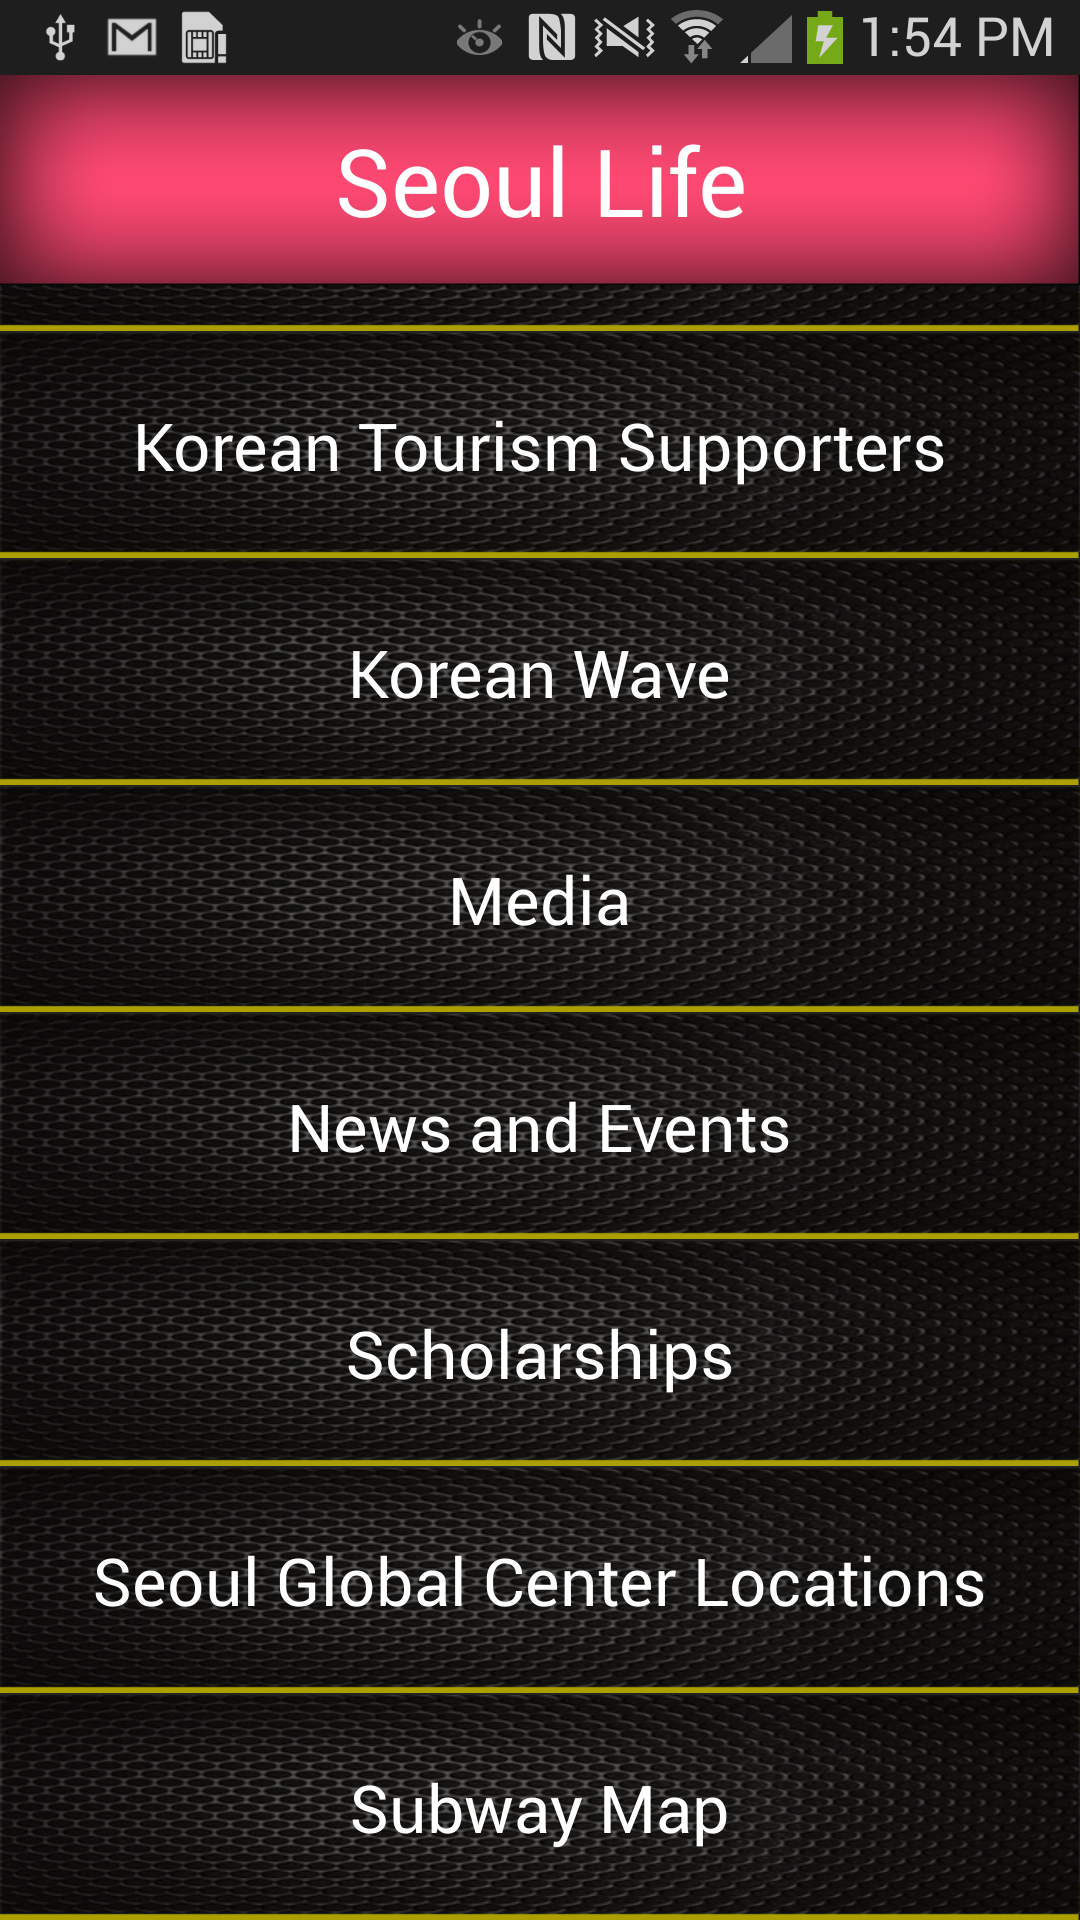 1:54 PM
Seoul Life
Korean Tourism Supporters
Korean Wave
Media
News and Events
Scholarships
Seoul Global Center Locations
Subway Map